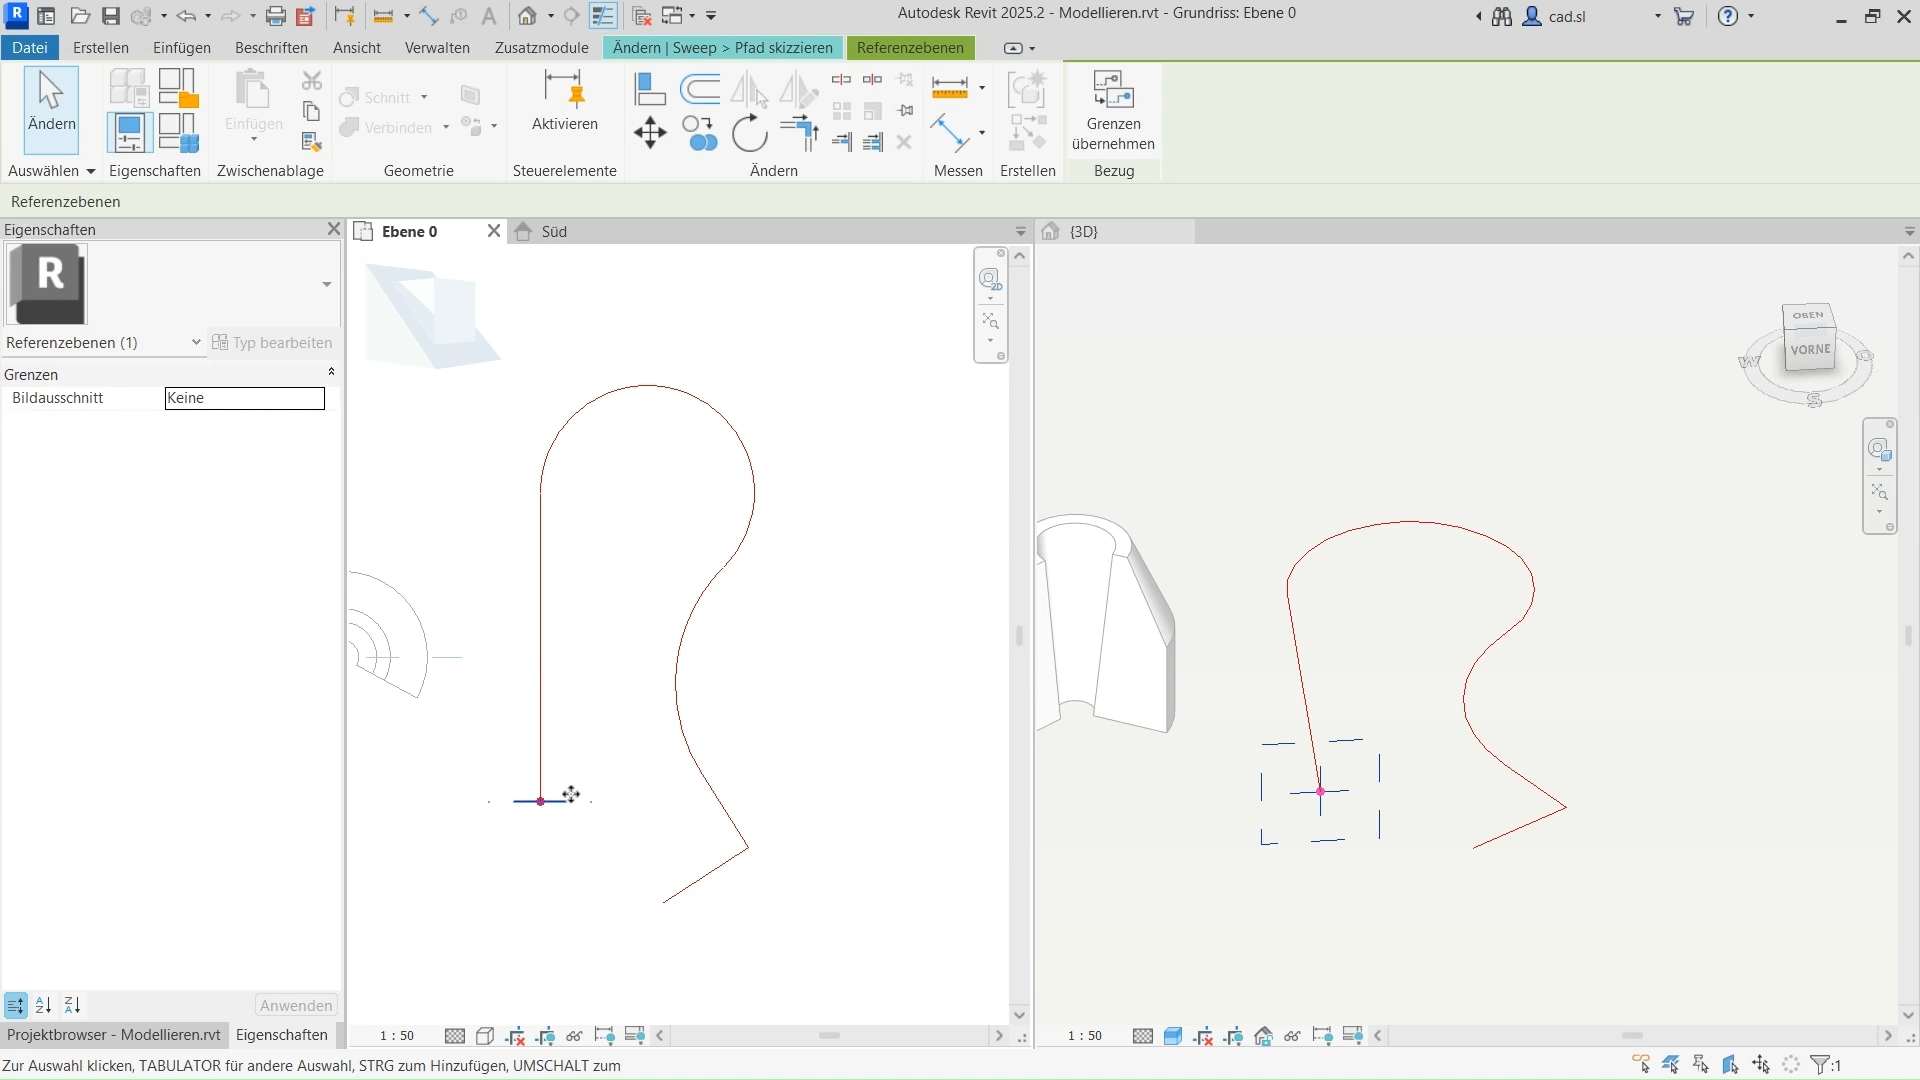 Autodesk Revit 2025.2 - Modellieren.rvt - Grundriss: Ebene 0
cad.sl
Datei
Erstellen
Einfügen
Beschriften
Ansicht
Verwalten
Zusatzmodule
Ändern | Sweep > Pfad skizzieren
Referenzebenen
Ändern
Einfügen
Schnitt
Verbinden
Aktivieren
Grenzen
übernehmen
Auswählen
Eigenschaften
Zwischenablage
Geometrie
Steuerelemente
Ändern
Messen
Erstellen
Bezug
Referenzebenen
Eigenschaften
Ebene 0
Süd
{3D}
R
Referenzebenen (1)
Typ bearbeiten
Grenzen
Bildausschnitt
Keine
2D
OBEN
VORNE
W
O
S
Anwenden
Projektbrowser - Modellieren.rvt
Eigenschaften
1 : 50
1 : 50
Zur Auswahl klicken, TABULATOR für andere Auswahl, STRG zum Hinzufügen, UMSCHALT zum
:1